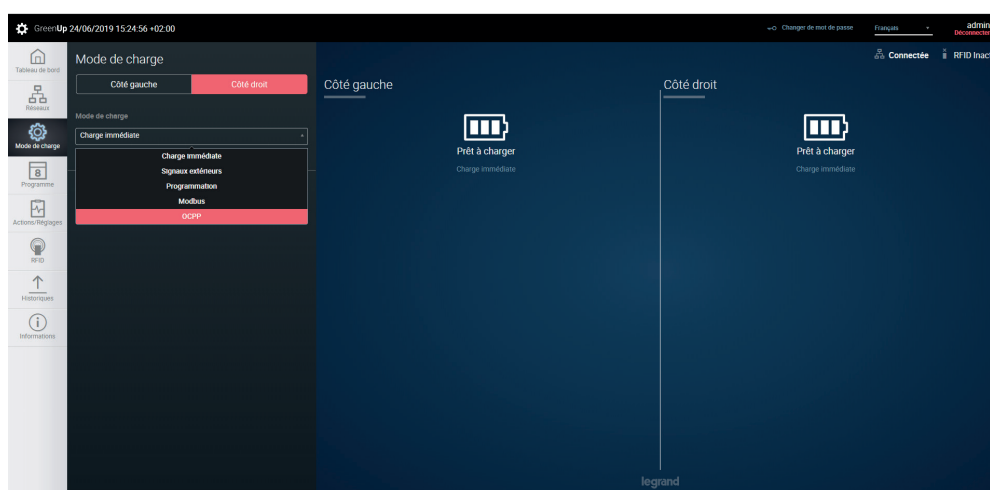 GreenUp 24/06/2019 15:24:56 +02:00
Changer de mot de passe
Français
admin
Déconnecter
Connectée
RFID Inact
Tableau de bord
Réseaux
Mode de charge
Programme
8
Actions/Réglages
RFID
Historiques
Informations
Mode de charge
Côté gauche
Côté droit
Mode de charge
Charge immédiate
Charge immédiate
Signaux extérieurs
Programmation
Modbus
OCPP
Côté gauche
Prêt à charger
Charge immédiate
Côté droit
Prêt à charger
Charge immédiate
legrand